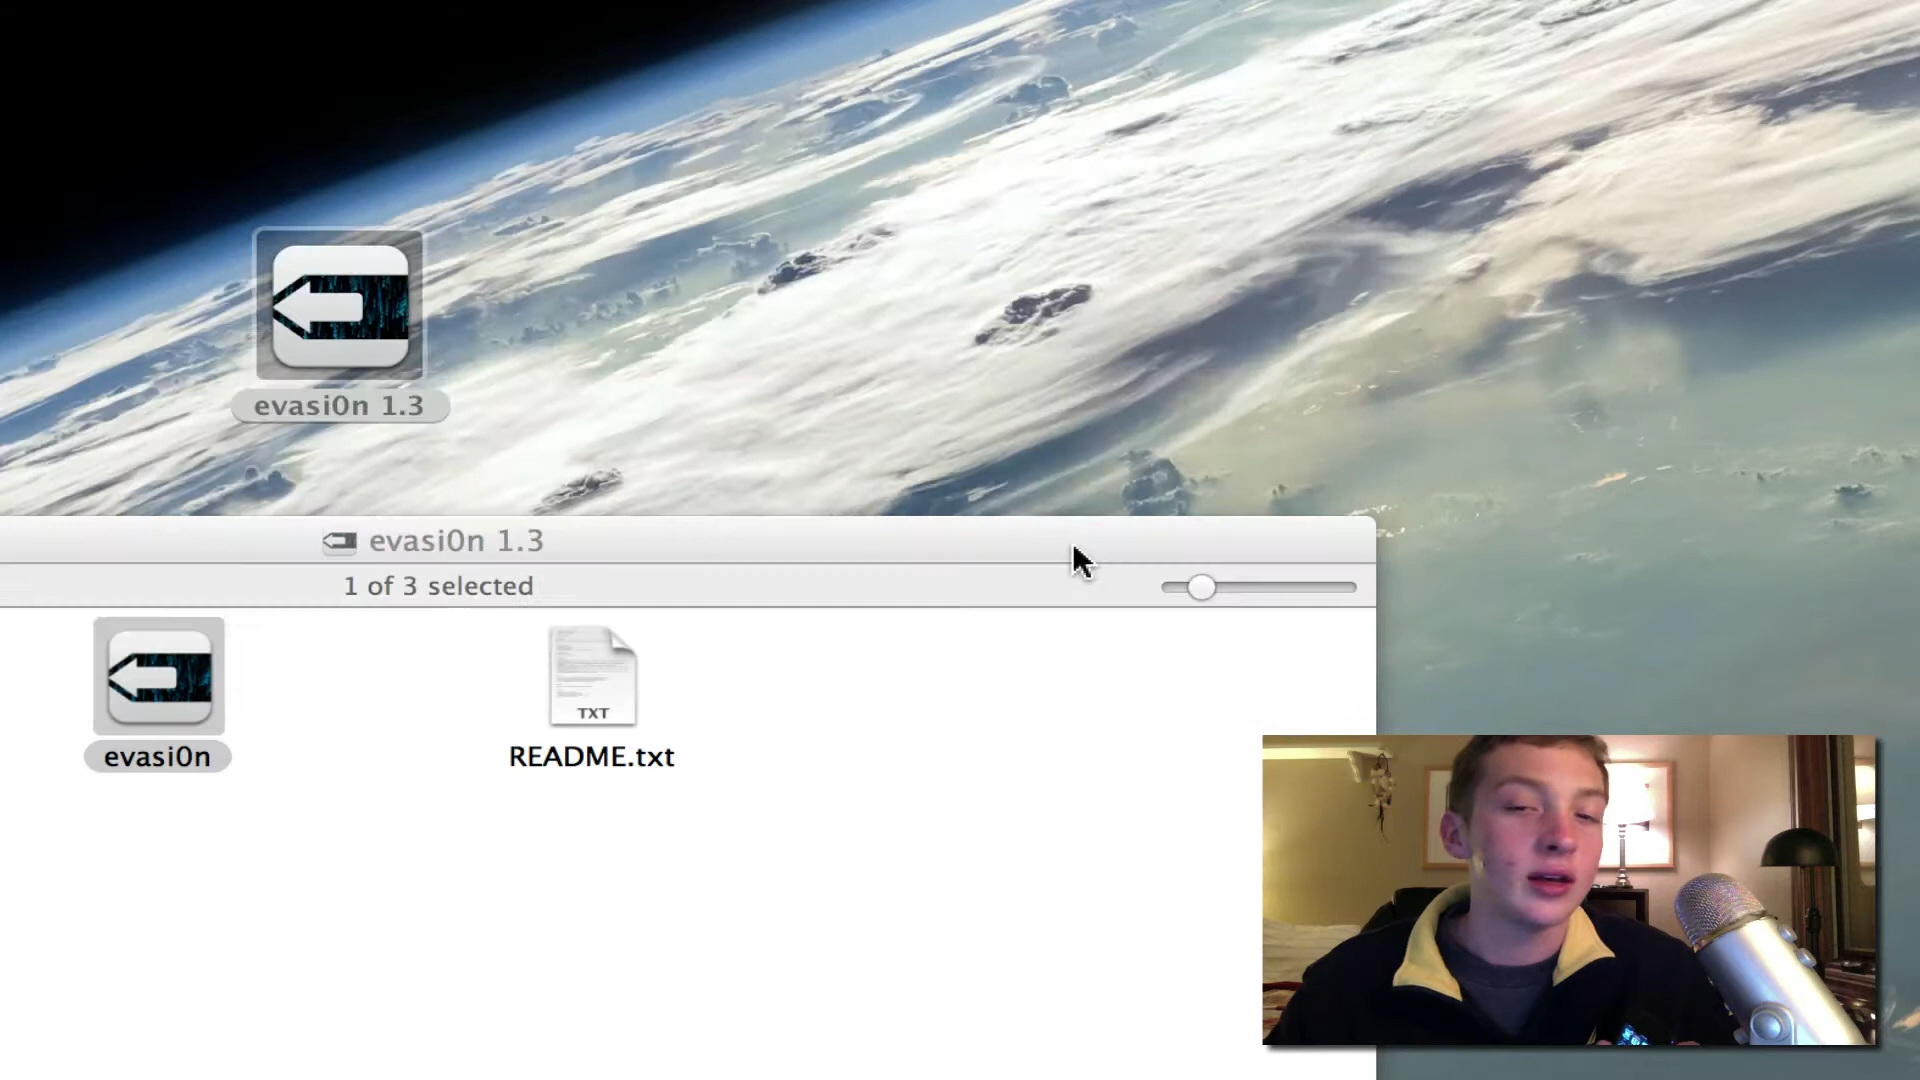 evasi0n 1.3
evasi0n 1.3
1 of 3 selected
TXT
evasi0n
README.txt